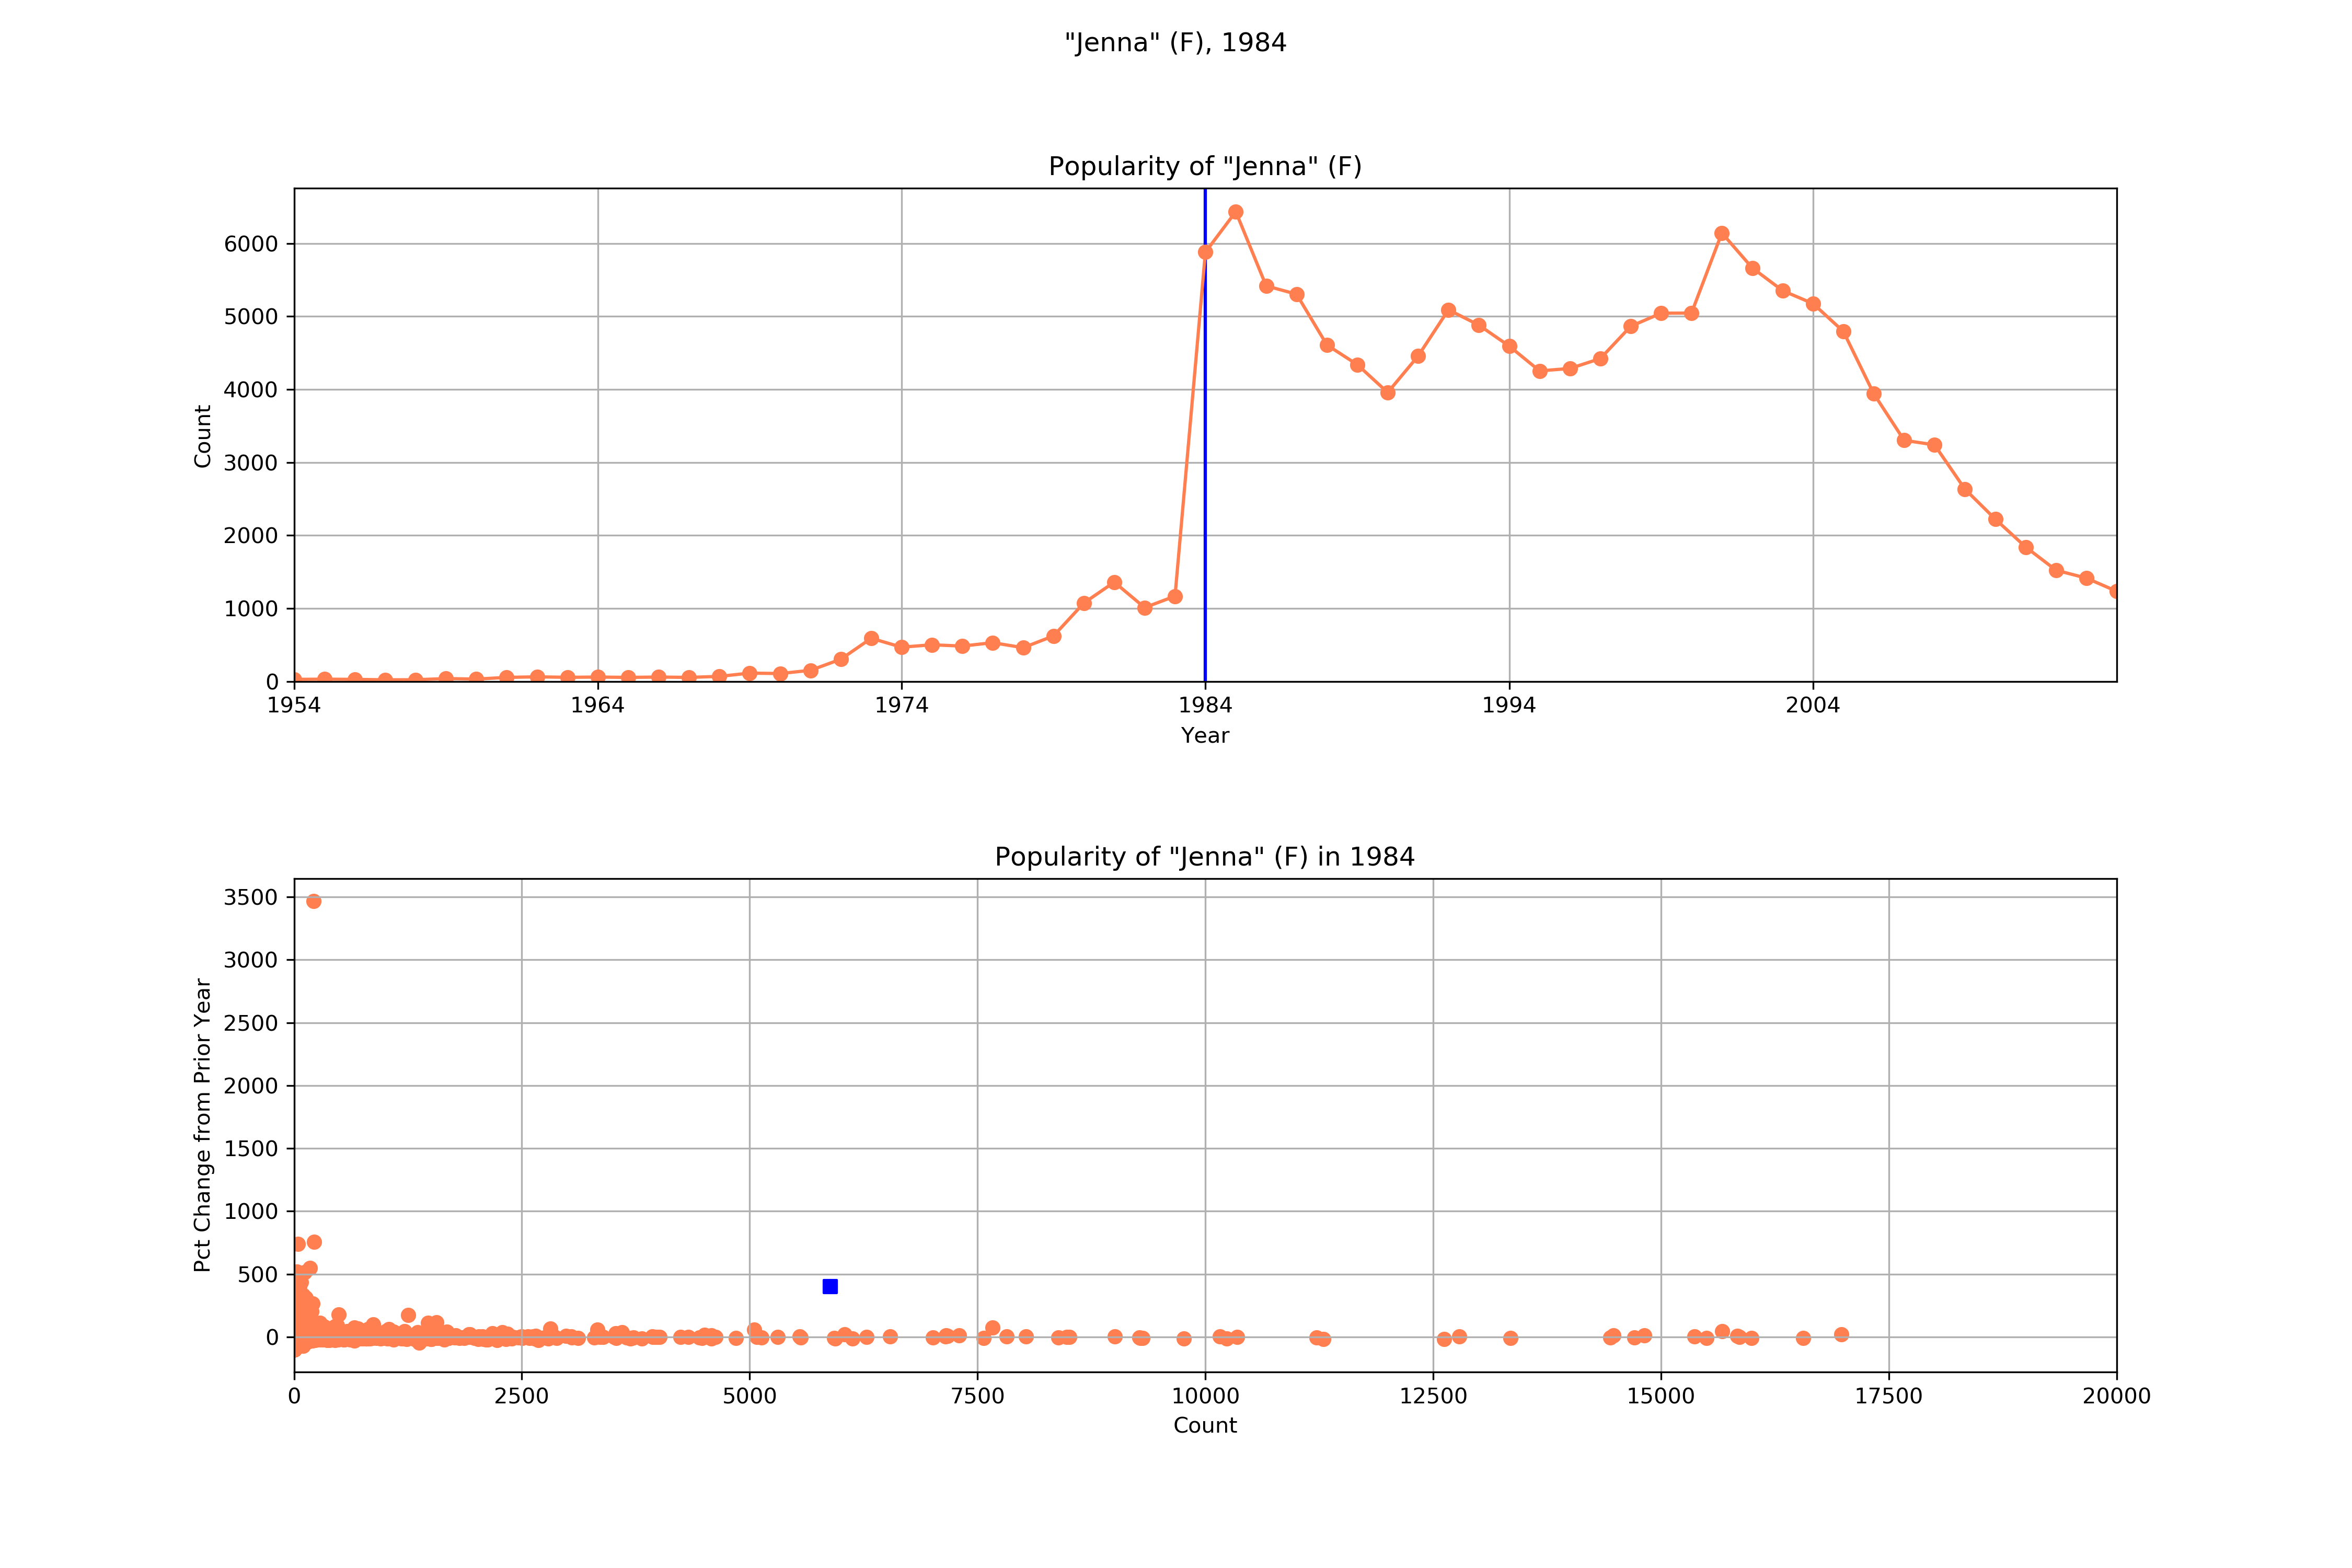 "Jenna" (F), 1984
Popularity of "Jenna" (F)
6000
5000
4000
3000
2000
1000
0
Count
1954 1964 1974 1984 1994 2004
Year
Popularity of "Jenna" (F) in 1984
3500
3000
2500
2000
1500
1000
500
0
Pct Change from Prior Year
0 2500 5000 7500 10000 12500 15000 17500 20000
Count